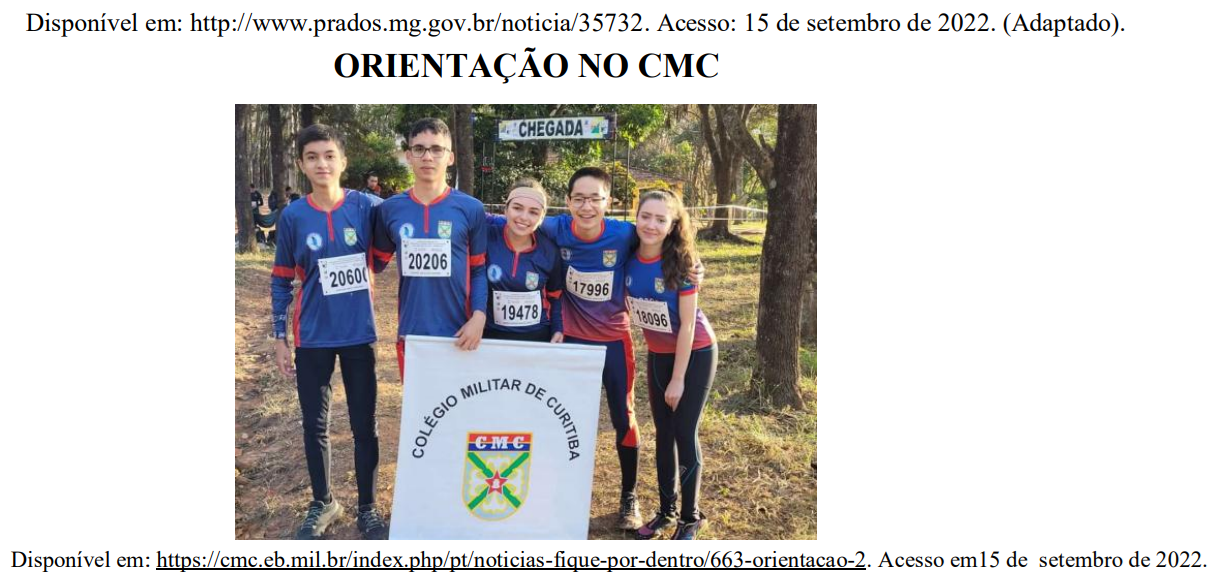 Disponível em: http://www.prados.mg.gov.br/noticia/35732. Acesso: 15 de setembro de 2022. (Adaptado).
ORIENTAÇÃO NO CMC
CHEGADA
20600
20206
19478
17996
18096
COLÉGIO MILITAR DE CURITIBA
CMC
Disponível em: https://cmc.eb.mil.br/index.php/pt/noticias-fique-por-dentro/663-orientacao-2. Acesso em15 de setembro de 2022.